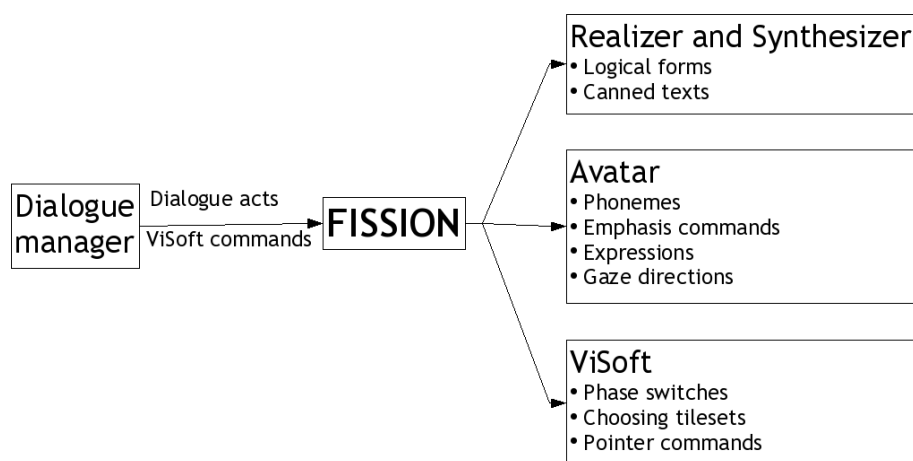 Realizer and Synthesizer
• Logical forms
• Canned texts
Avatar
• Phonemes
• Emphasis commands
• Expressions
• Gaze directions
Dialogue
manager
Dialogue acts
ViSoft commands
FISSION
ViSoft
• Phase switches
• Choosing tilesets
• Pointer commands